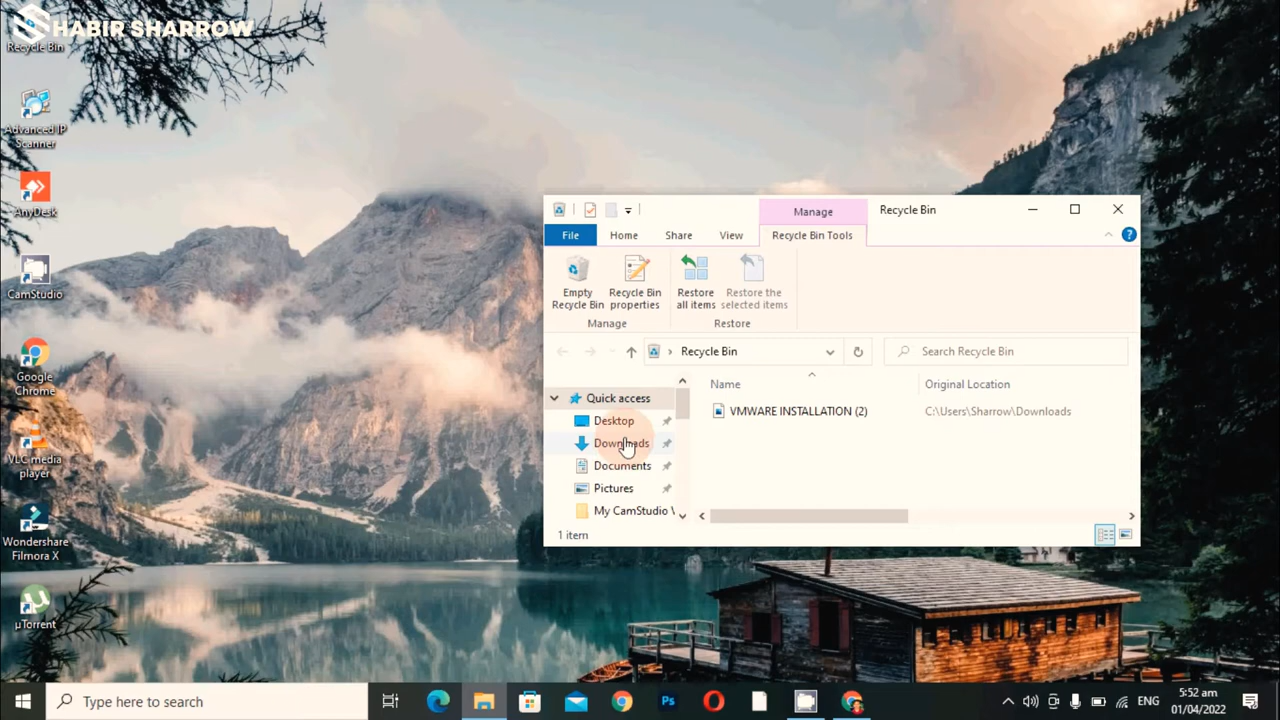 HABIR SHARROW
Recycle Bin
Advanced IP
Scanner
AnyDesk
CamStudio
Google
Chrome
VLC media
player
Wondershare
Filmora X
µTorrent
Manage
Recycle Bin
File
Home
Share
View
Recycle Bin Tools
Empty
Recycle Bin
Recycle Bin
properties
Restore
all items
Restore the
selected items
Manage
Restore
Recycle Bin
Search Recycle Bin
Quick access
Desktop
Downloads
Documents
Pictures
My CamStudio V
Name
Original Location
VMWARE INSTALLATION (2)
C:\Users\Sharrow\Downloads
1 item
Type here to search
Ps
ENG
5:52 am
01/04/2022